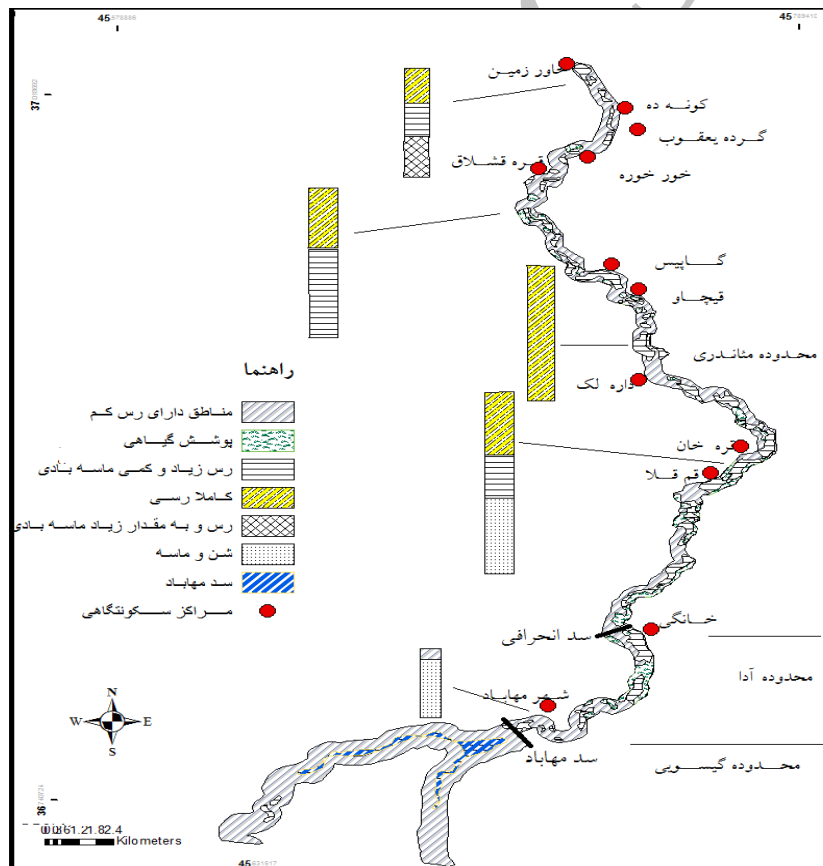 45
45
37
خاور زمین
کونه ده
گرده یعقوب
قره قشلاق
خور خوره
گاپیس
قیچاو
محدوده مئاندری
داره لک
قره خان
قم قلا
راهنما
مناطق دارای رس کم
پوشش گیاهی
رس زیاد و کمی ماسه بادی
کاملا رسی
رس و به مقدار زیاد ماسه بادی
شن و ماسه
سد مهاباد
مراکز سکونتگاهی
خانگی
سد انحرافی
محدوده آدا
شهر مهاباد
سد مهاباد
محدوده گیسویی
N
W E
S
36
Kilometers
45